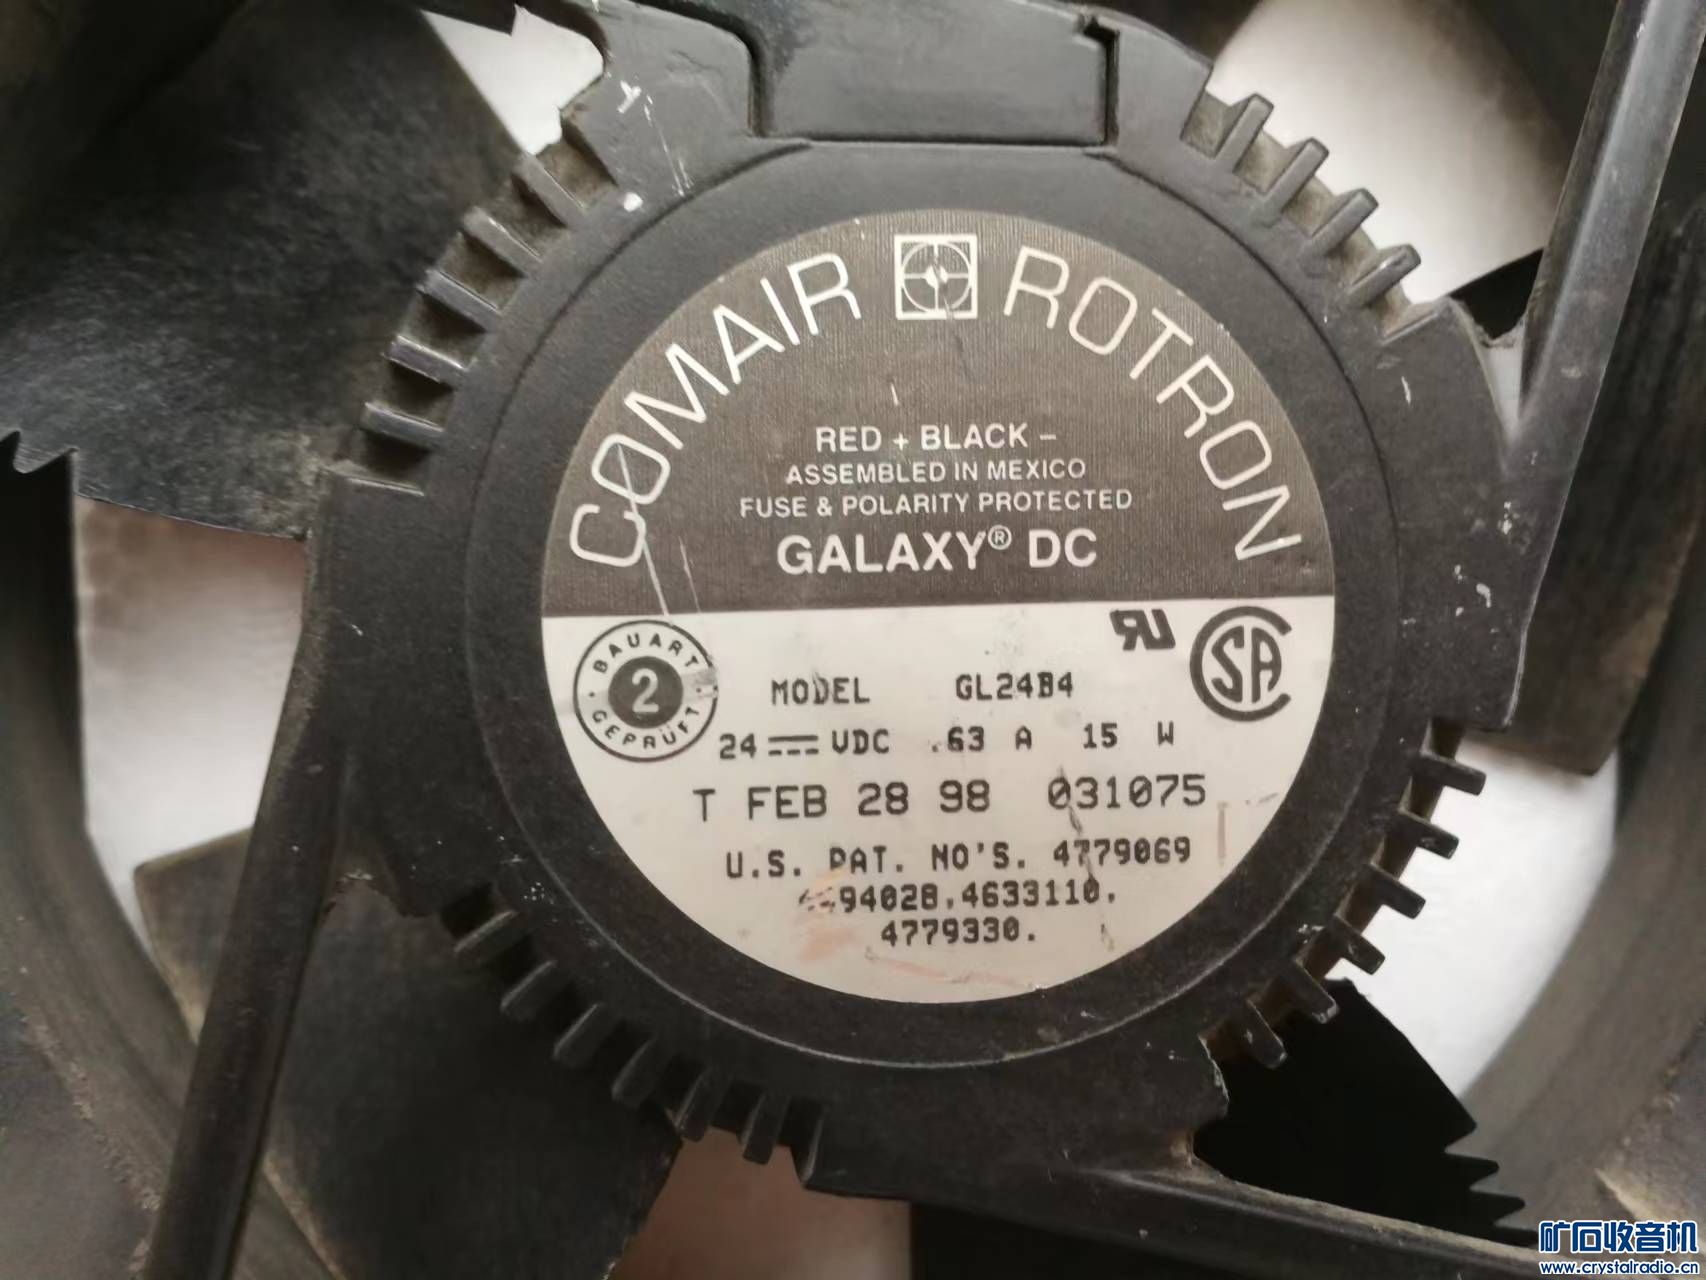 COMAIR ROTRON
RED + BLACK –
ASSEMBLED IN MEXICO
FUSE & POLARITY PROTECTED
GALAXY® DC
BAUART
2
GEPRÜFT
MODEL GL24B4
24 VDC .63 A 15 W
T FEB 28 98 031075
U.S. PAT. NO'S. 4779069
94028,4633110.
4779330.
矿石收音机
www.crystalradio.cn